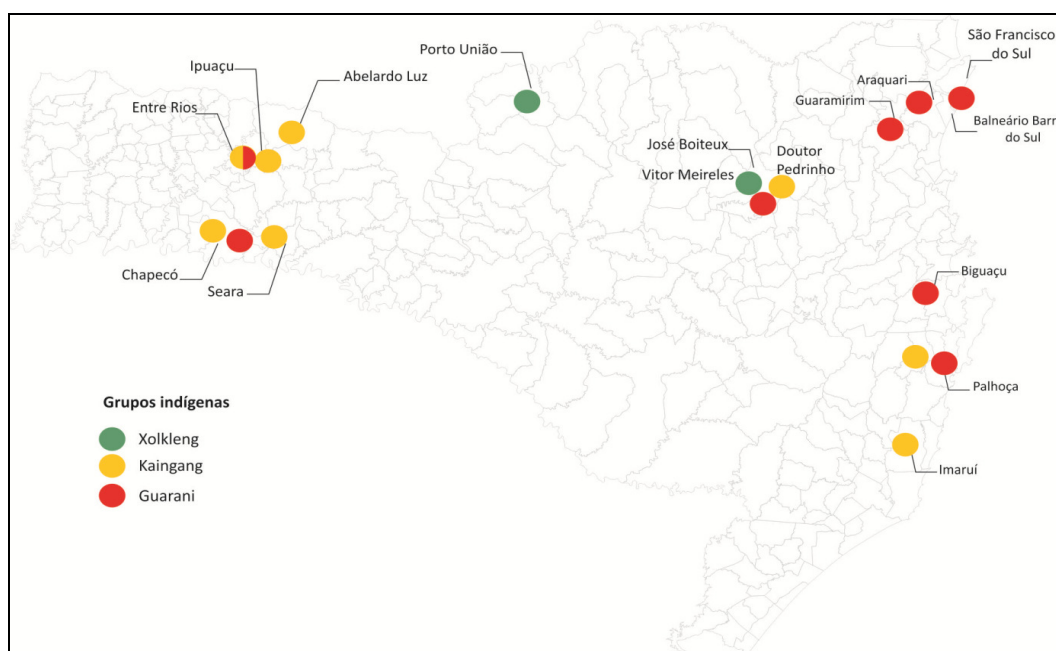 São Francisco
do Sul
Porto União
Ipuaçu
Abelardo Luz
Araquari
Guaramirim
Entre Rios
Balneário Barr
do Sul
José Boiteux
Doutor
Pedrinho
Vitor Meireles
Chapecó
Seara
Biguaçu
Palhoça
Imaruí
Grupos indígenas
Xolkleng
Kaingang
Guarani